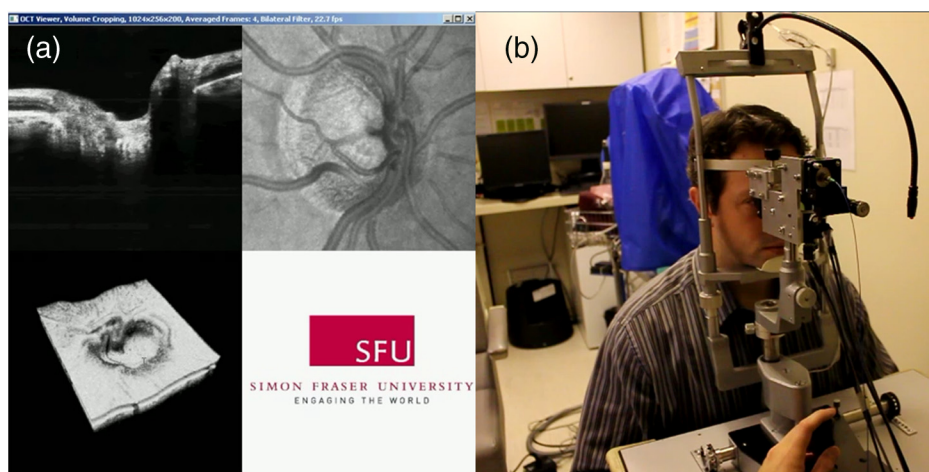 OCT Viewer, Volume Cropping, 1024x256x200, Averaged Frames: 4, Bilateral Filter, 22.7 fps
(a)
(b)
SFU
SIMON FRASER UNIVERSITY
ENGAGING THE WORLD